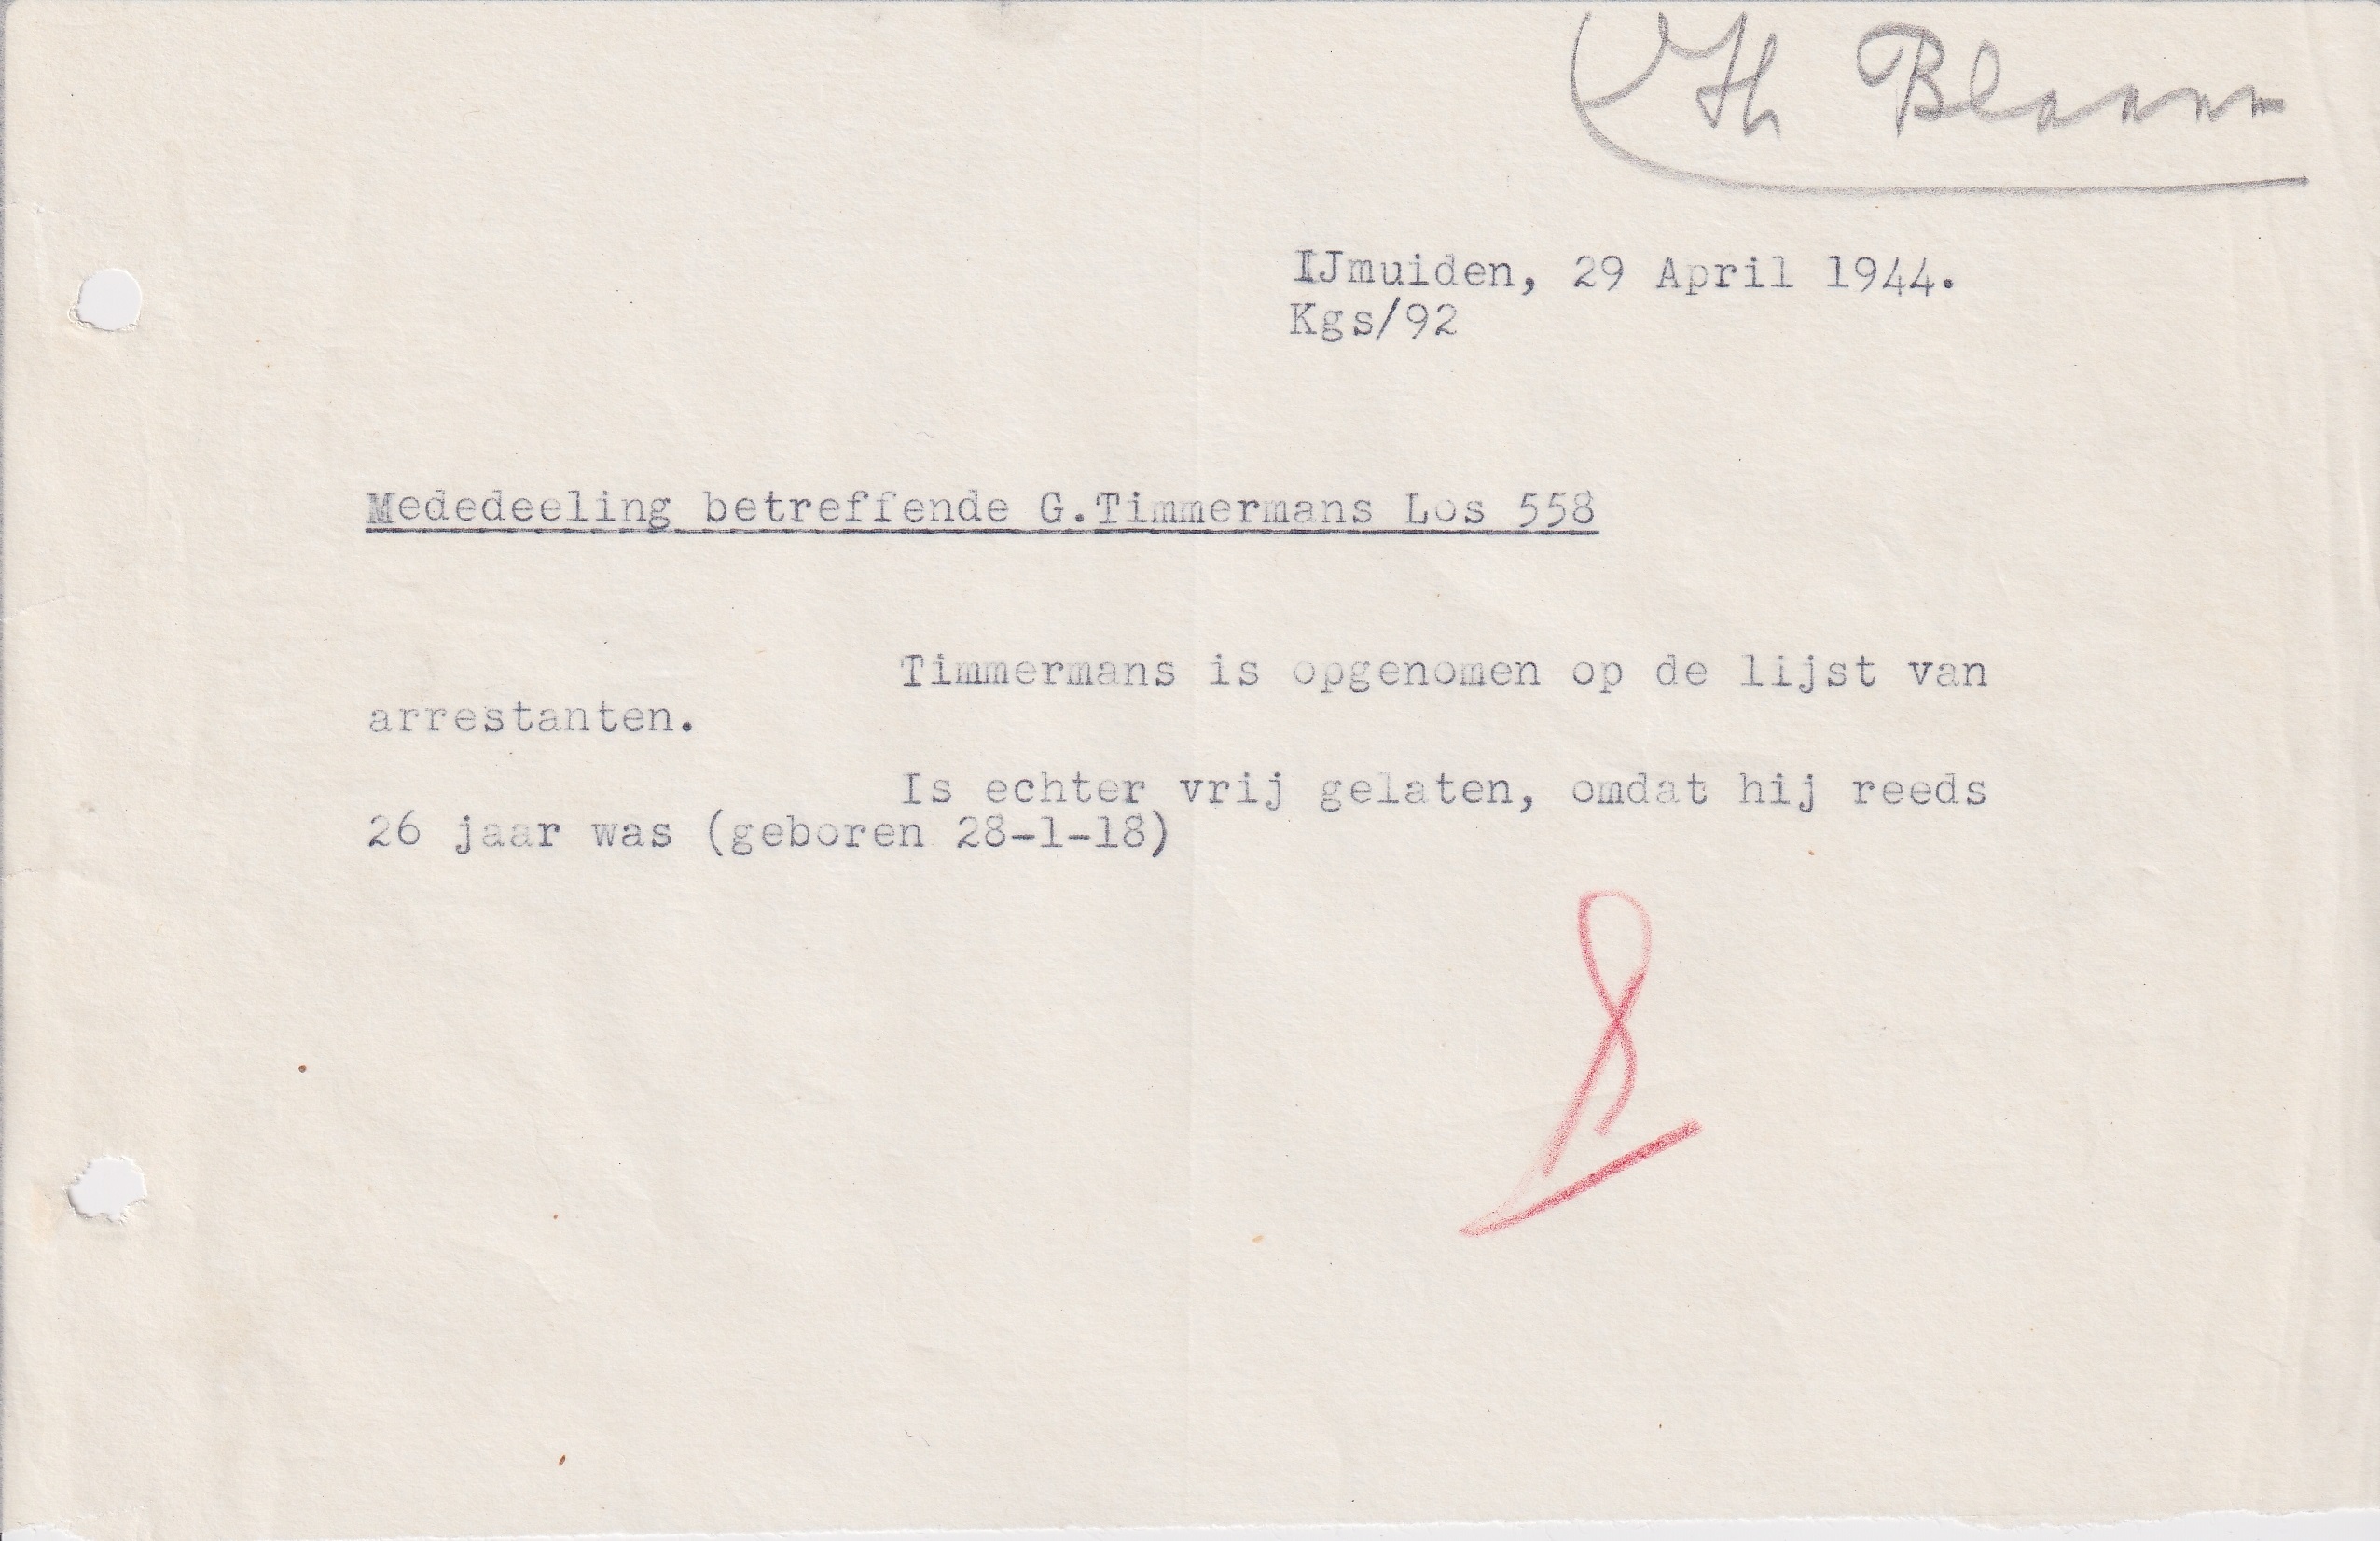 IJmuiden, 29 April 1944.
Kgs/92
Mededeeling betreffende G.Timmermans Los 558
Timmermans is opgenomen op de lijst van
arrestanten.
Is echter vrij gelaten, omdat hij reeds
26 jaar was (geboren 28-1-18)